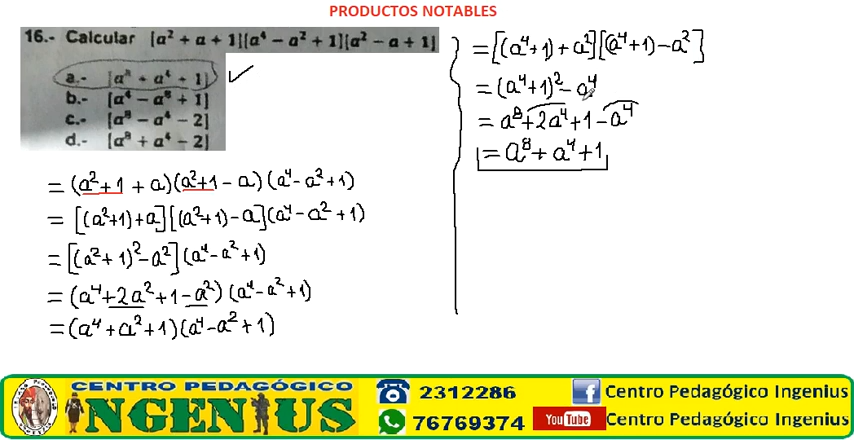 PRODUCTOS NOTABLES
16.- Calcular [a² + a + 1][a⁴ − a² + 1][a² − a + 1]
a.- [a⁸ + a⁴ + 1] ✓
b.- [a⁴ − a⁸ + 1]
c.- [a⁸ − a⁴ − 2]
d.- [a⁸ + a⁴ − 2]
= (a² + 1 + a)(a² + 1 − a)(a⁴ − a² + 1)
= [(a² + 1) + a][(a² + 1) − a](a⁴ − a² + 1)
= [(a² + 1)² − a²](a⁴ − a² + 1)
= (a⁴ + 2a² + 1 − a²)(a⁴ − a² + 1)
= (a⁴ + a² + 1)(a⁴ − a² + 1)
= [(a⁴ + 1) + a²][(a⁴ + 1) − a²]
= (a⁴ + 1)² − a⁴
= a⁸ + 2a⁴ + 1 − a⁴
= a⁸ + a⁴ + 1
CENTRO PEDAGÓGICO
INGENIUS
2312286
76769374
f Centro Pedagógico Ingenius
You Tube Centro Pedagógico Ingenius